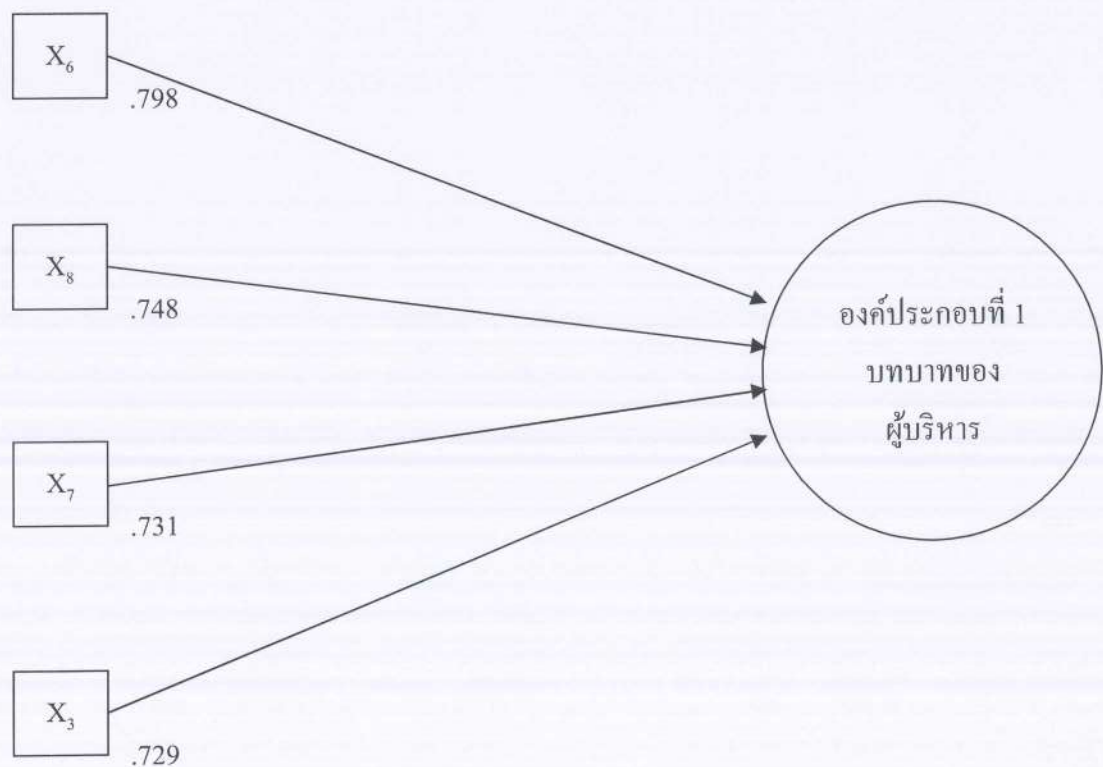 X₆
.798
X₈
.748
องค์ประกอบที่ 1
บทบาทของ
ผู้บริหาร
X₇
.731
X₃
.729